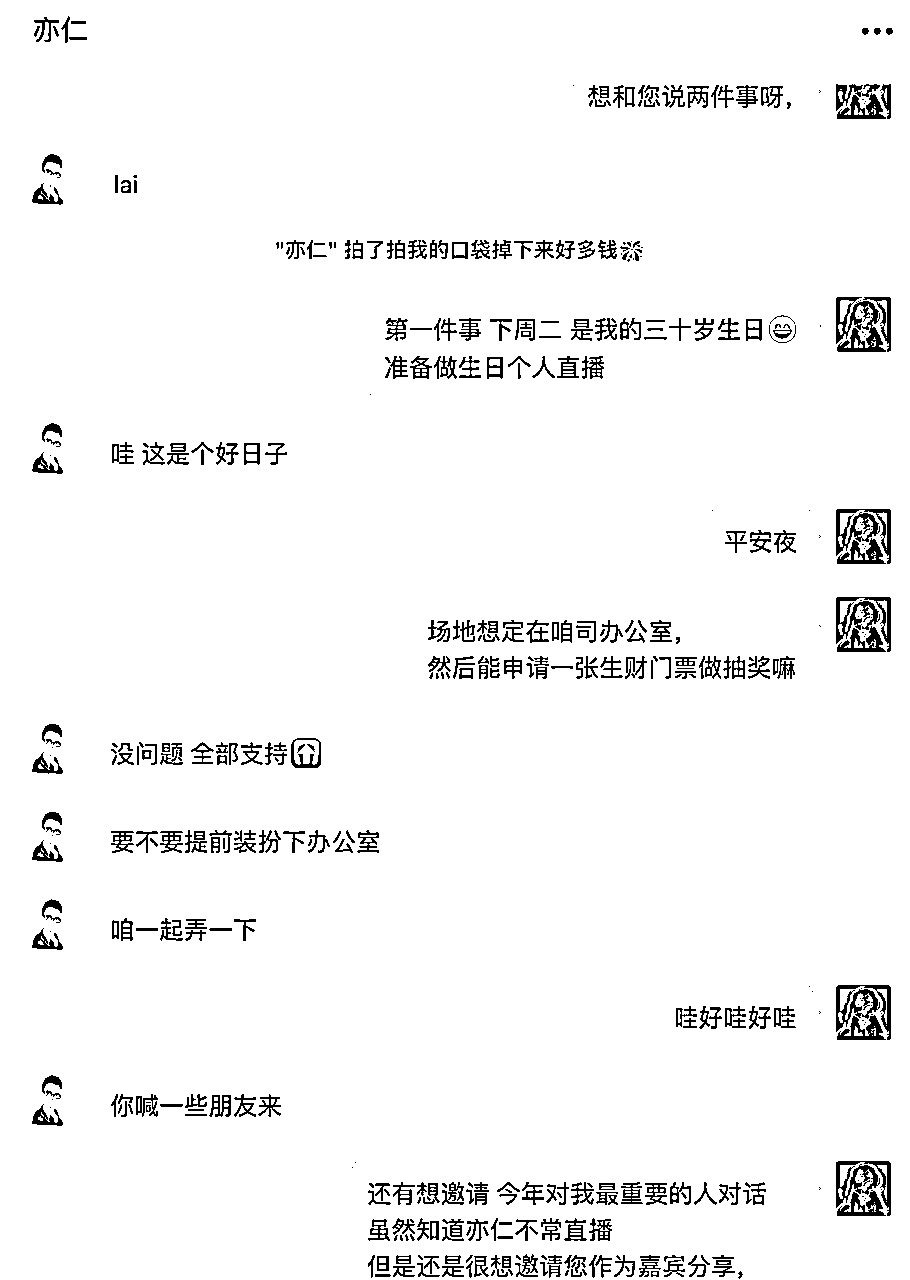 亦仁
想和您说两件事呀，
lai
"亦仁" 拍了拍我的口袋掉下来好多钱
第一件事 下周二 是我的三十岁生日
准备做生日个人直播
哇 这是个好日子
平安夜
场地想定在咱司办公室，
然后能申请一张生财门票做抽奖嘛
没问题 全部支持
要不要提前装扮下办公室
咱一起弄一下
哇好哇好哇
你喊一些朋友来
还有想邀请 今年对我最重要的人对话
虽然知道亦仁不常直播
但是还是很想邀请您作为嘉宾分享，